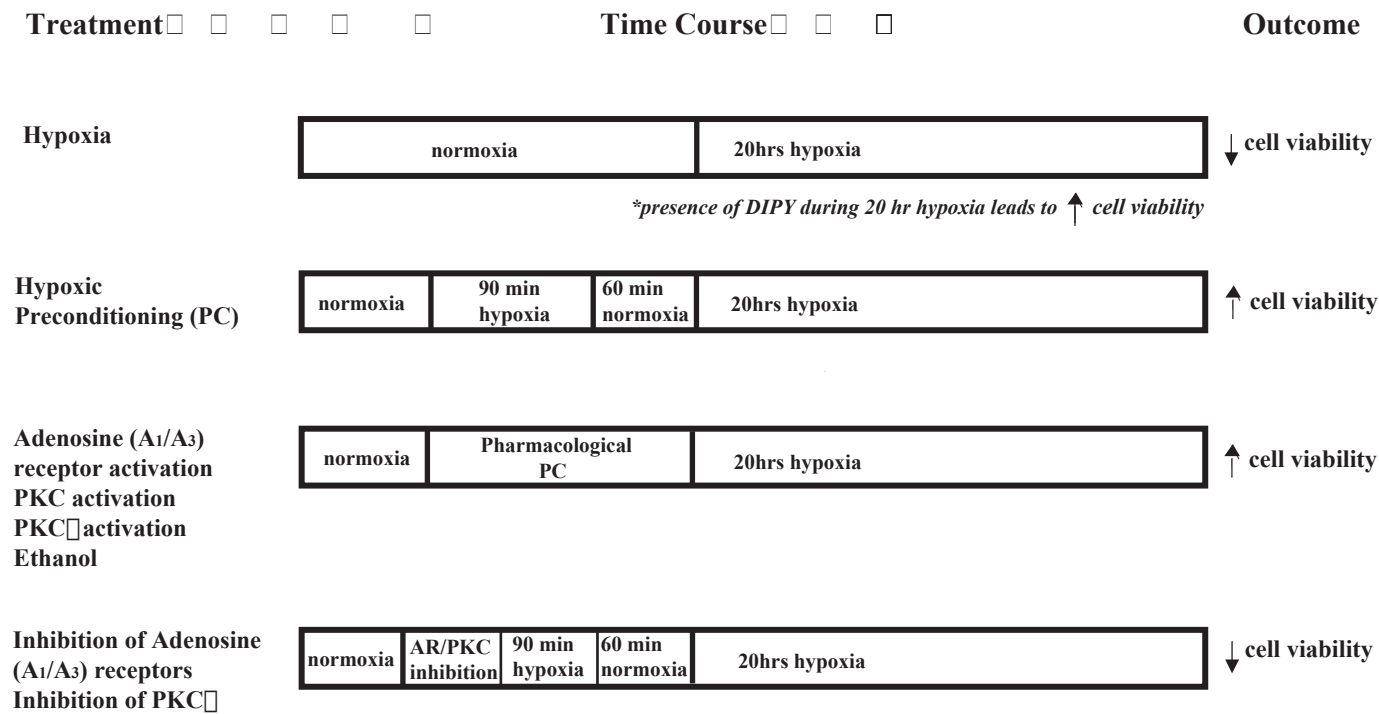 Treatment□ □ □ □ □ Time Course□ □ □ Outcome
Hypoxia
normoxia
20hrs hypoxia
↓ cell viability
*presence of DIPY during 20 hr hypoxia leads to ↑ cell viability
Hypoxic
Preconditioning (PC)
normoxia
90 min
hypoxia
60 min
normoxia
20hrs hypoxia
↑ cell viability
Adenosine (A1/A3)
receptor activation
PKC activation
PKC□ activation
Ethanol
normoxia
Pharmacological
PC
20hrs hypoxia
↑ cell viability
Inhibition of Adenosine
(A1/A3) receptors
Inhibition of PKC□
normoxia
AR/PKC
inhibition
90 min
hypoxia
60 min
normoxia
20hrs hypoxia
↓ cell viability